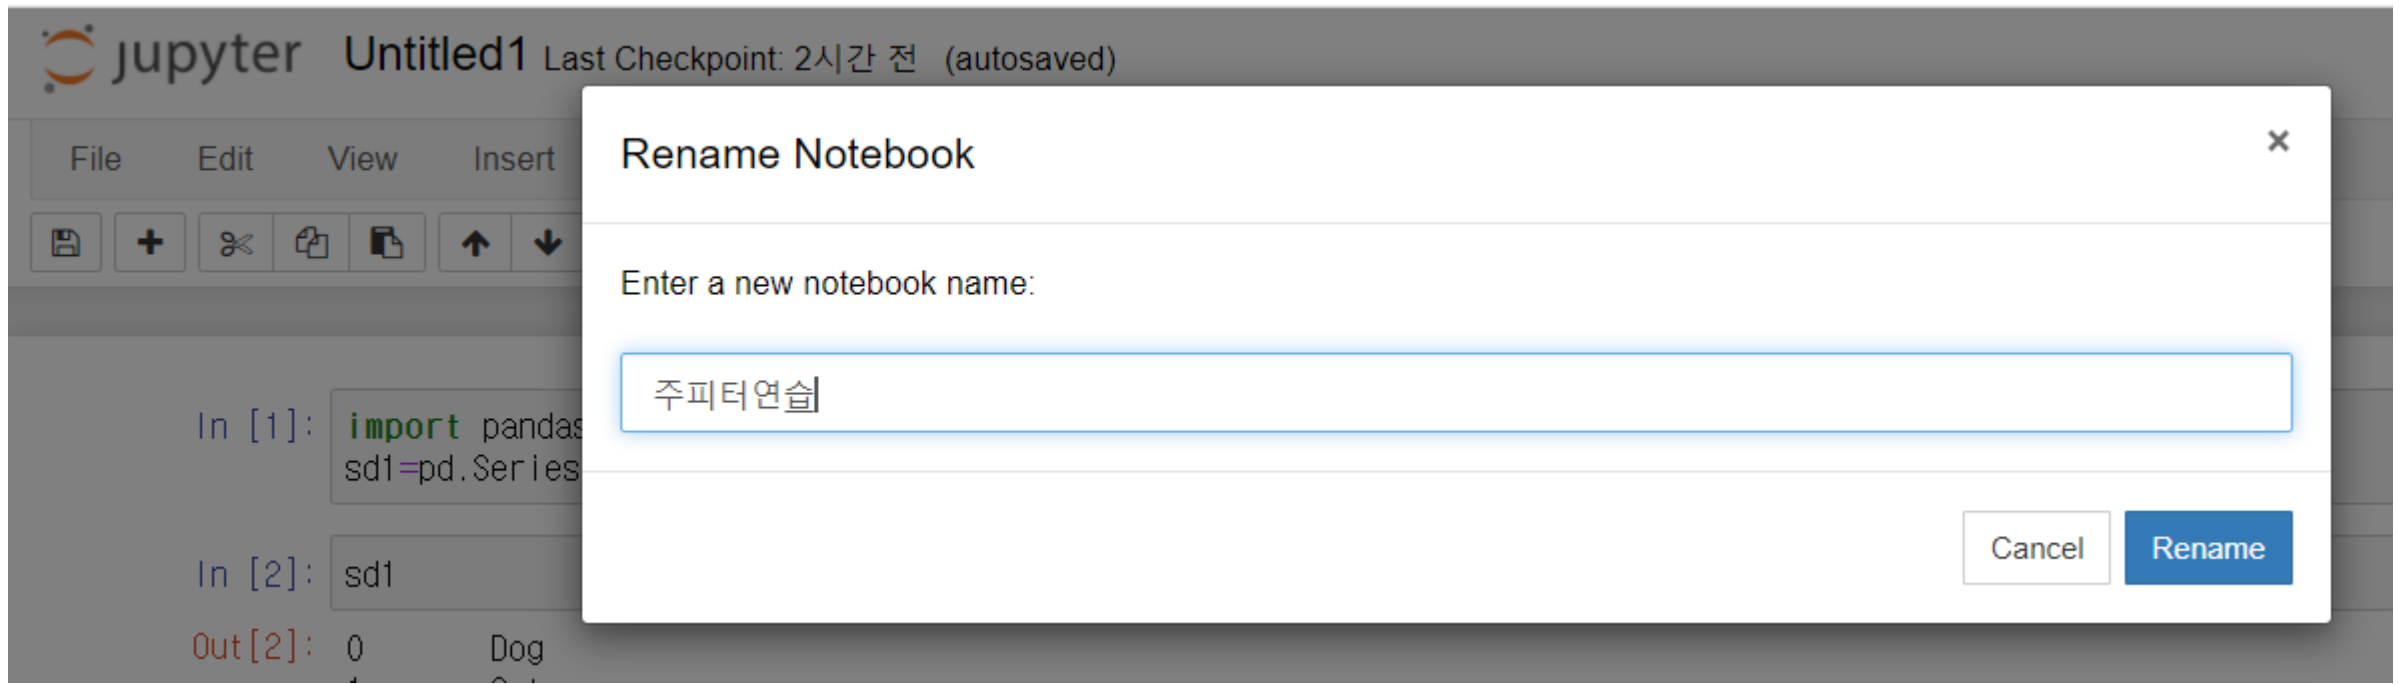 jupyter Untitled1 Last Checkpoint: 2시간 전 (autosaved)
File Edit View Insert
Rename Notebook
×
Enter a new notebook name:
주피터연습
Cancel Rename
In [1]: import pandas
sd1=pd.Series
In [2]: sd1
Out[2]: 0 Dog